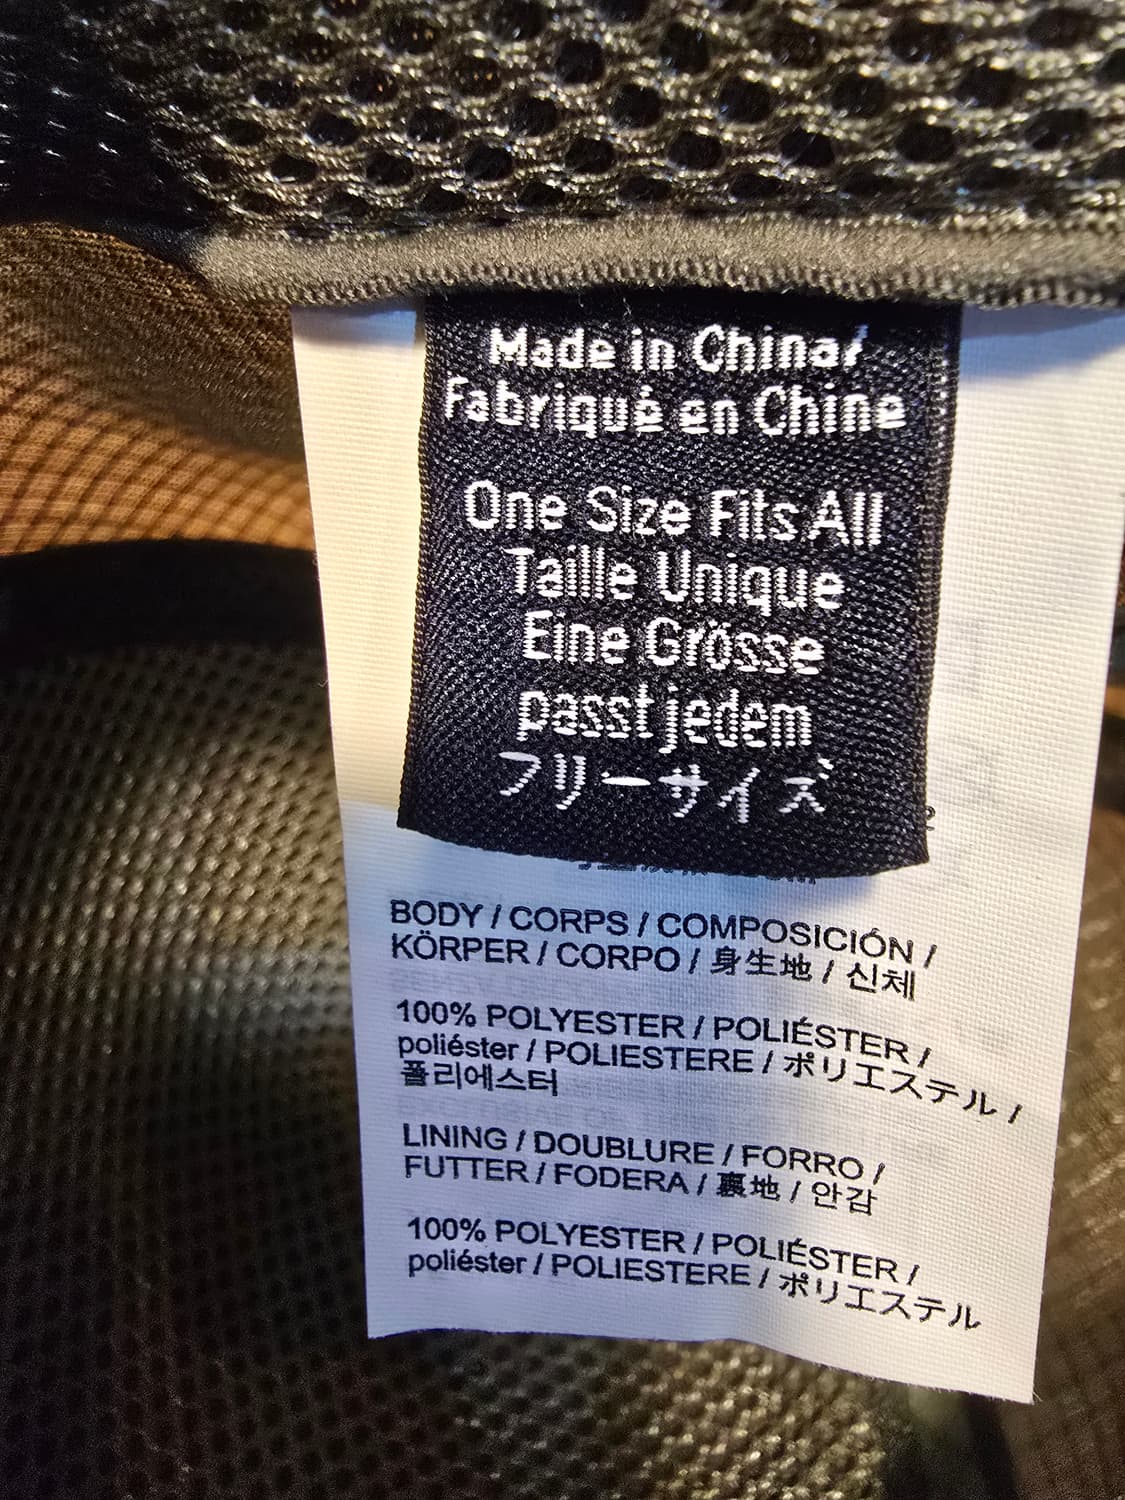 Made in China/
Fabriqué en Chine
One Size Fits All
Taille Unique
Eine Grösse
passt jedem
フリーサイズ
BODY / CORPS / COMPOSICIÓN /
KÖRPER / CORPO / 身生地 / 신체
100% POLYESTER / POLIÉSTER /
poliéster / POLIESTERE / ポリエステル /
폴리에스터
LINING / DOUBLURE / FORRO /
FUTTER / FODERA / 裏地 / 안감
100% POLYESTER / POLIÉSTER /
poliéster / POLIESTERE / ポリエステル